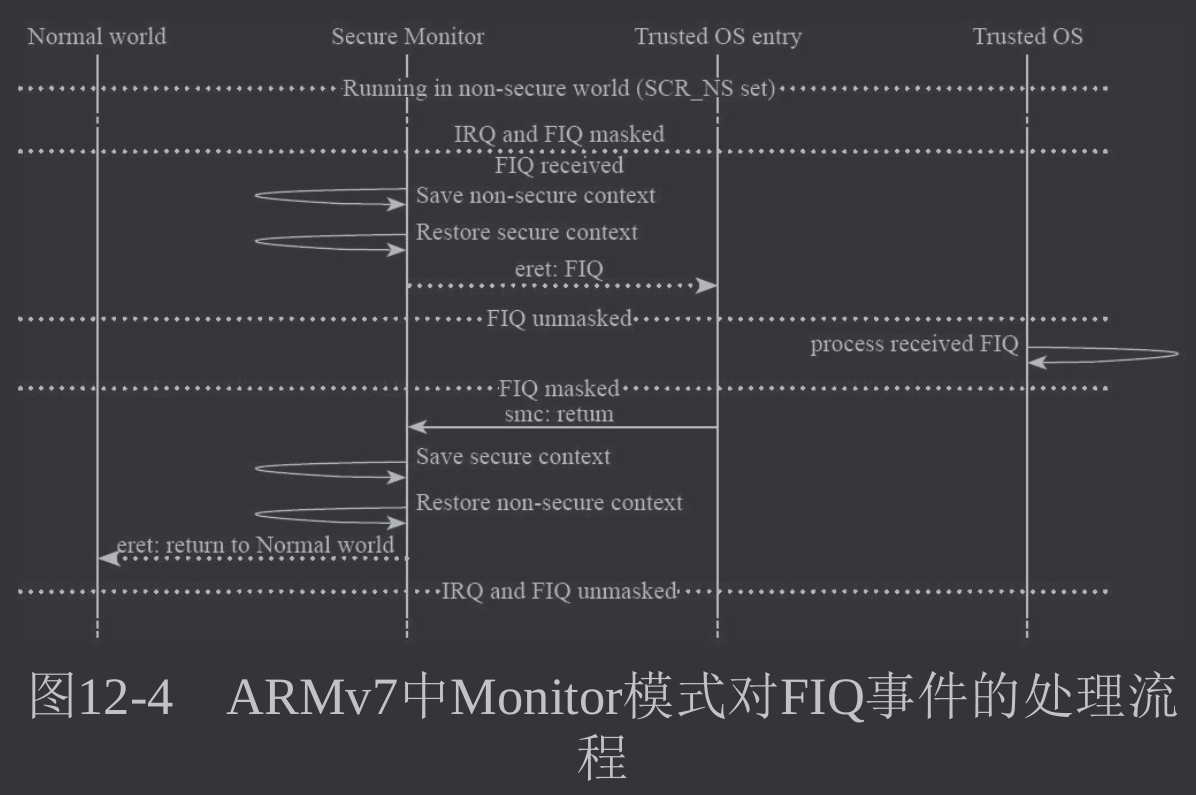 Normal world Secure Monitor Trusted OS entry Trusted OS
Running in non-secure world (SCR_NS set)
IRQ and FIQ masked
FIQ received
Save non-secure context
Restore secure context
eret: FIQ
FIQ unmasked
process received FIQ
FIQ masked
smc: retum
Save secure context
Restore non-secure context
eret: return to Normal world
IRQ and FIQ unmasked
图12-4 ARMv7中Monitor模式对FIQ事件的处理流
程